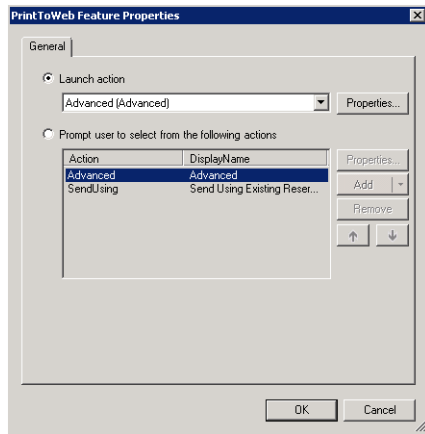 PrintToWeb Feature Properties
General
Launch action
Advanced (Advanced)
Properties...
Prompt user to select from the following actions
Action DisplayName
Properties...
Advanced Advanced
SendUsing Send Using Existing Reser...
Add
Remove
OK Cancel